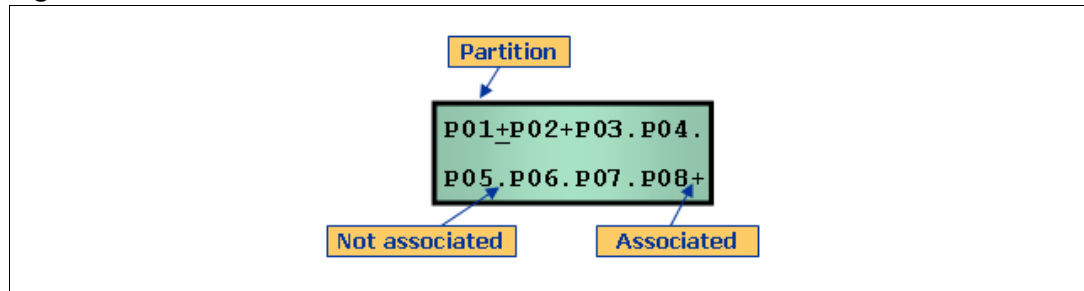 Partition
P01+P02+P03.P04.
P05.P06.P07.P08+
Not associated
Associated